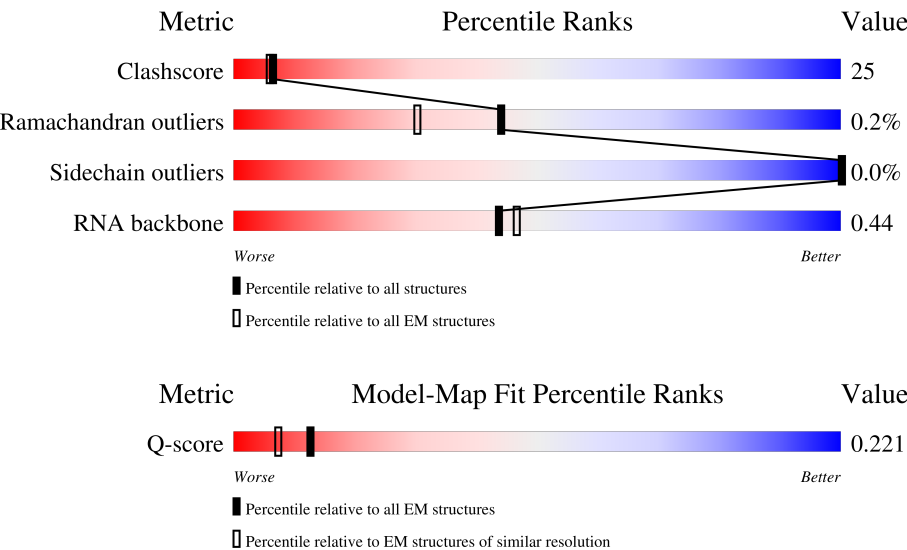 Metric Percentile Ranks Value
Clashscore 25
Ramachandran outliers 0.2%
Sidechain outliers 0.0%
RNA backbone 0.44
Worse Better
Percentile relative to all structures
Percentile relative to all EM structures
Metric Model-Map Fit Percentile Ranks Value
Q-score 0.221
Worse Better
Percentile relative to all EM structures
Percentile relative to EM structures of similar resolution